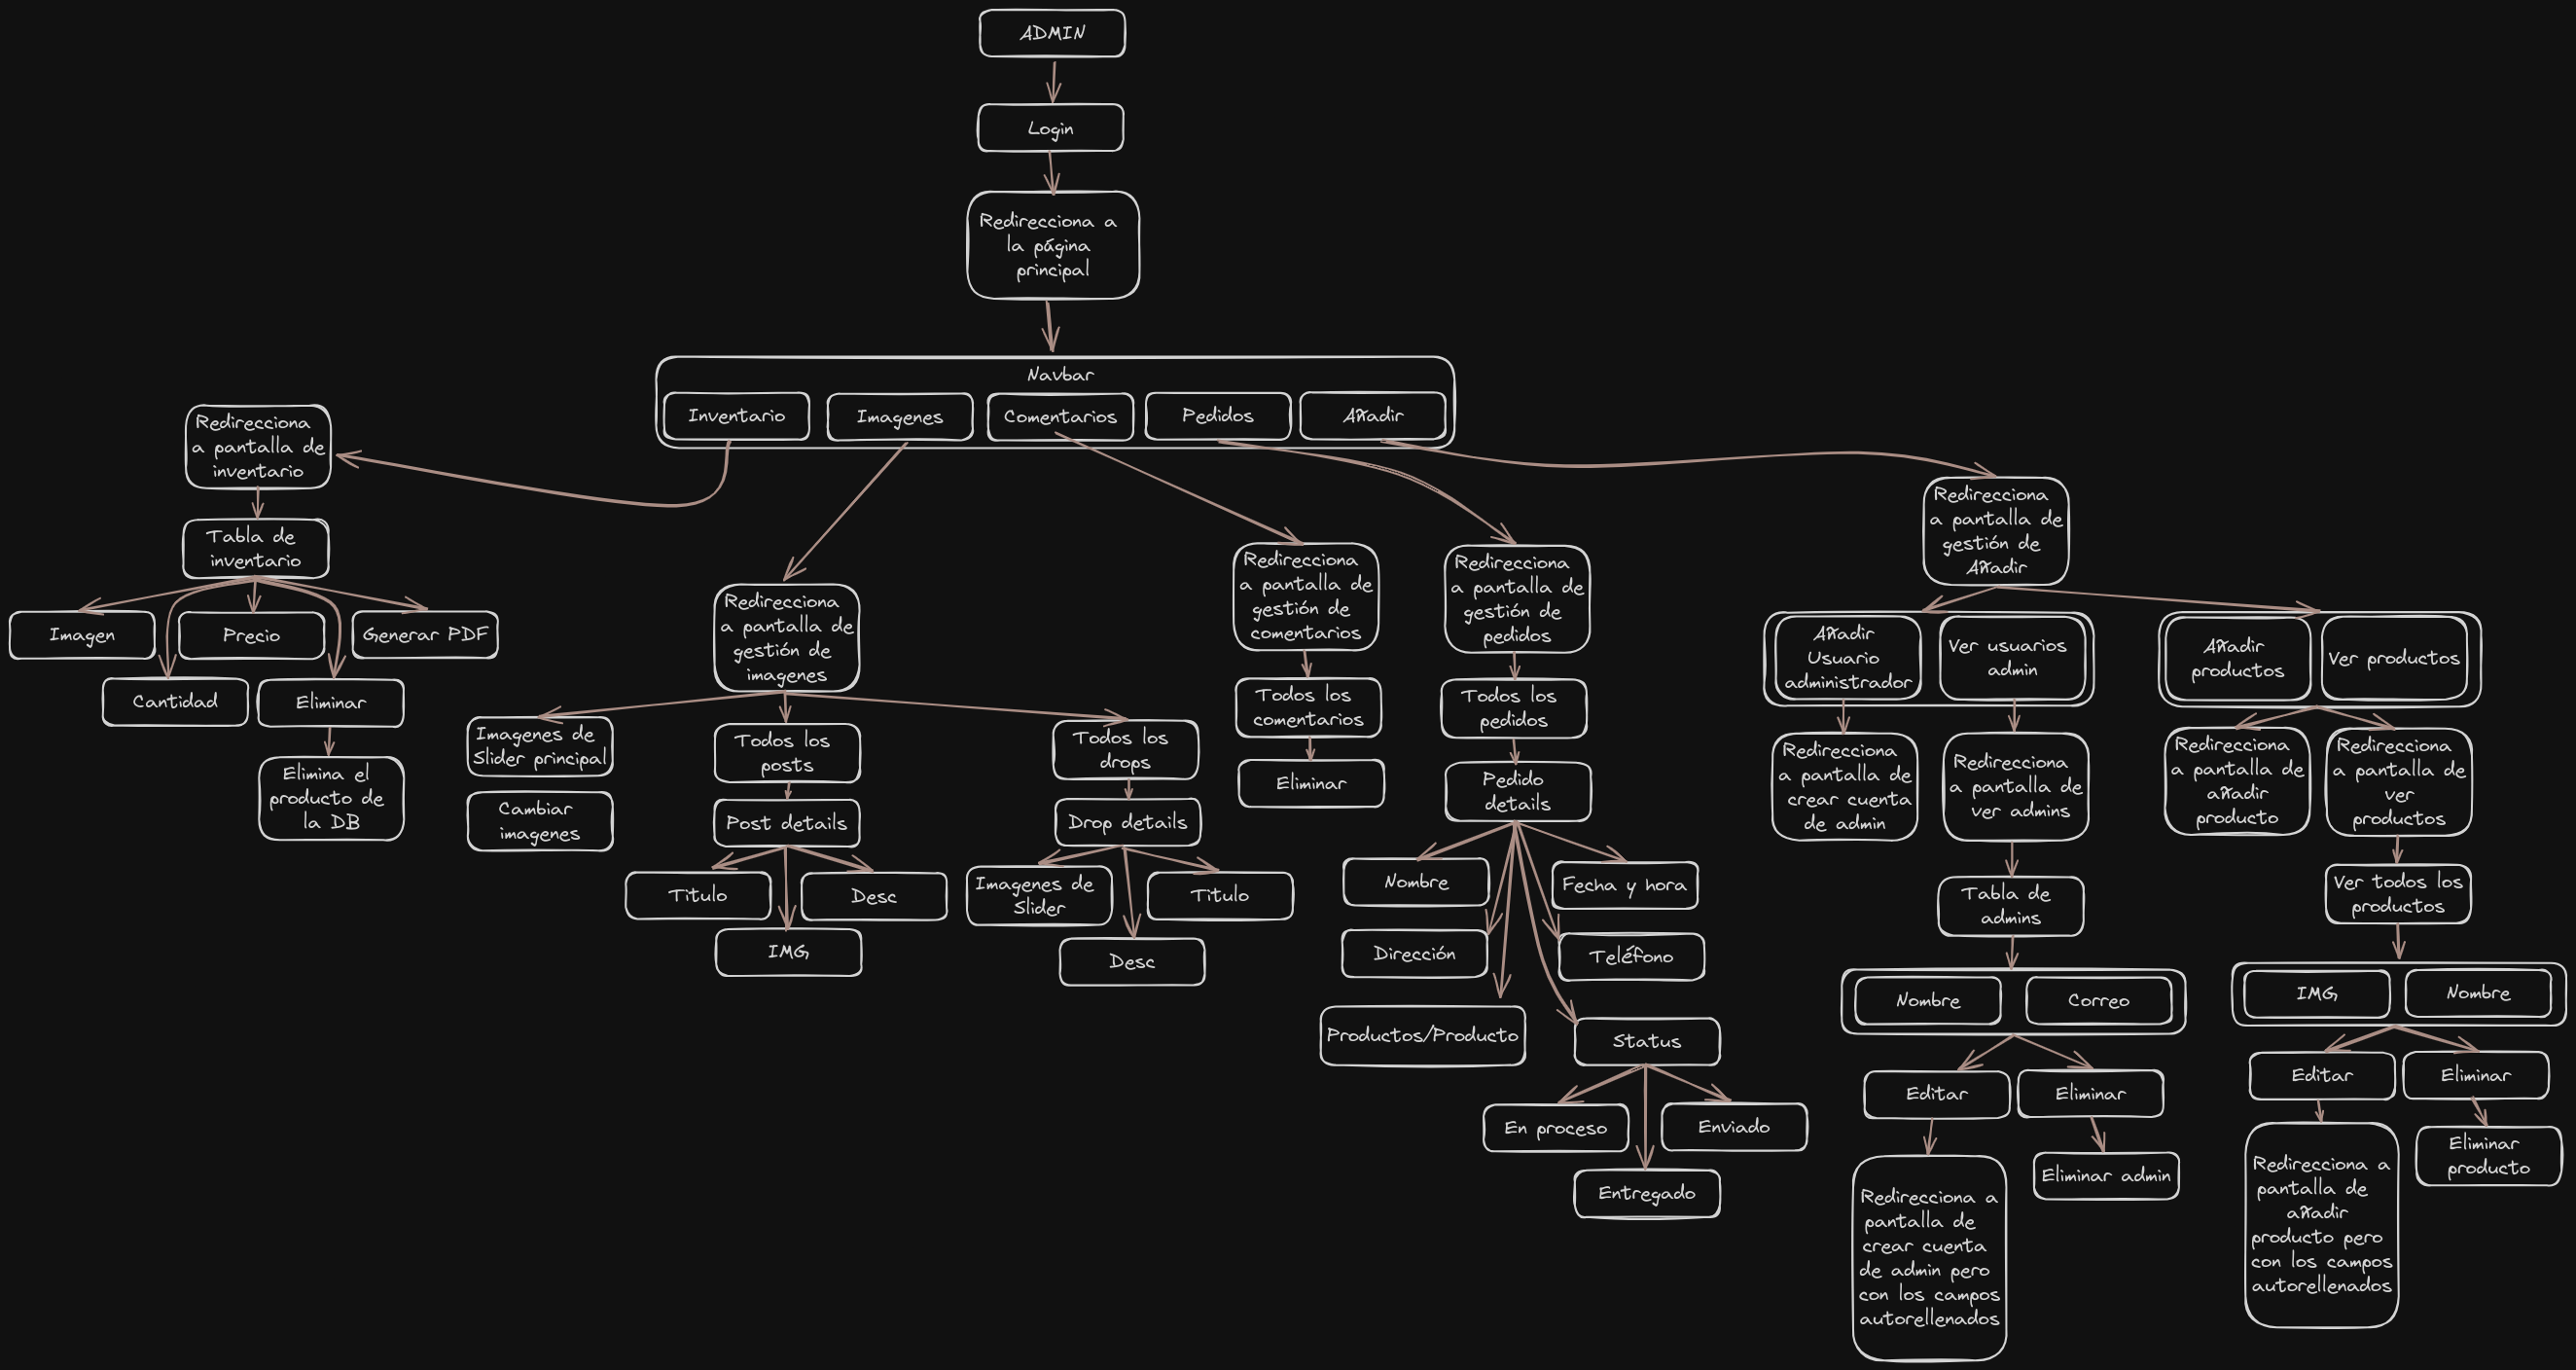 ADMIN
Login
Redirecciona a
la página
principal
Navbar
Inventario
Imagenes
Comentarios
Pedidos
Añadir
Redirecciona
a pantalla de
inventario
Tabla de
inventario
Imagen
Precio
Generar PDF
Cantidad
Eliminar
Elimina el
producto de
la DB
Redirecciona
a pantalla de
gestión de
imagenes
Imagenes de
Slider principal
Cambiar
imagenes
Todos los
posts
Post details
Titulo
Desc
IMG
Todos los
drops
Drop details
Imagenes de
Slider
Titulo
Desc
Redirecciona
a pantalla de
gestión de
comentarios
Todos los
comentarios
Eliminar
Redirecciona
a pantalla de
gestión de
pedidos
Todos los
pedidos
Pedido
details
Nombre
Fecha y hora
Dirección
Teléfono
Productos/Producto
Status
En proceso
Enviado
Entregado
Redirecciona
a pantalla de
gestión de
Añadir
Añadir
Usuario
administrador
Ver usuarios
admin
Redirecciona
a pantalla de
crear cuenta
de admin
Redirecciona
a pantalla de
ver admins
Tabla de
admins
Nombre
Correo
Editar
Eliminar
Redirecciona a
pantalla de
crear cuenta
de admin pero
con los campos
autorellenados
Eliminar admin
Añadir
productos
Ver productos
Redirecciona
a pantalla de
añadir
producto
Redirecciona
a pantalla de
ver
productos
Ver todos los
productos
IMG
Nombre
Editar
Eliminar
Redirecciona a
pantalla de
añadir
producto pero
con los campos
autorellenados
Eliminar
producto